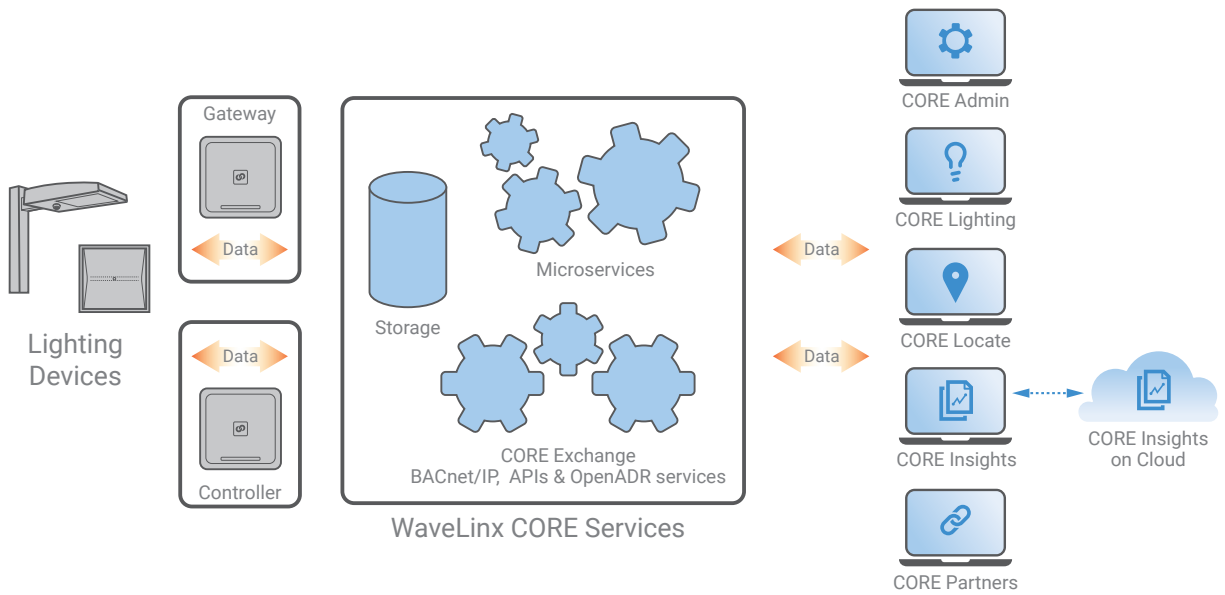 Lighting
Devices
Gateway
Data
Data
Controller
Storage
Microservices
CORE Exchange
BACnet/IP, APIs & OpenADR services
WaveLinx CORE Services
Data
Data
CORE Admin
CORE Lighting
CORE Locate
CORE Insights
CORE Partners
CORE Insights
on Cloud